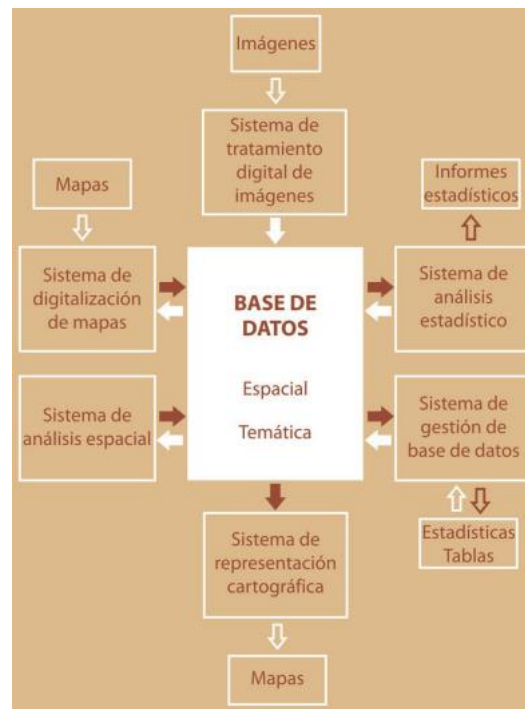 Imágenes
Sistema de
tratamiento
digital de
imágenes
Mapas
Informes
estadísticos
Sistema de
digitalización
de mapas
BASE DE
DATOS
Espacial
Temática
Sistema de
análisis
estadístico
Sistema de
análisis espacial
Sistema de
gestión de
base de datos
Sistema de
representación
cartográfica
Estadísticas
Tablas
Mapas